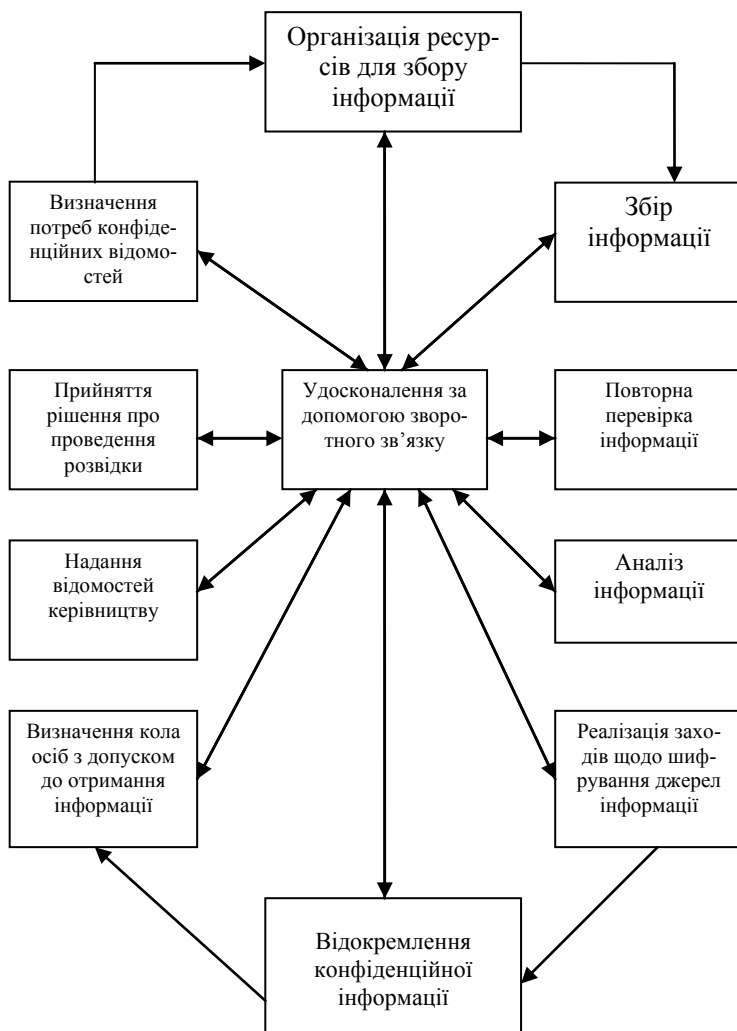 Організація ресур-
сів для збору
інформації
Визначення
потреб конфіде-
нційних відомо-
стей
Збір
інформації
Прийняття
рішення про
проведення
розвідки
Удосконалення за
допомогою зворо-
тного зв’язку
Повторна
перевірка
інформації
Надання
відомостей
керівництву
Аналіз
інформації
Визначення кола
осіб з допуском
до отримання
інформації
Реалізація захо-
дів щодо шиф-
рування джерел
інформації
Відокремлення
конфіденційної
інформації